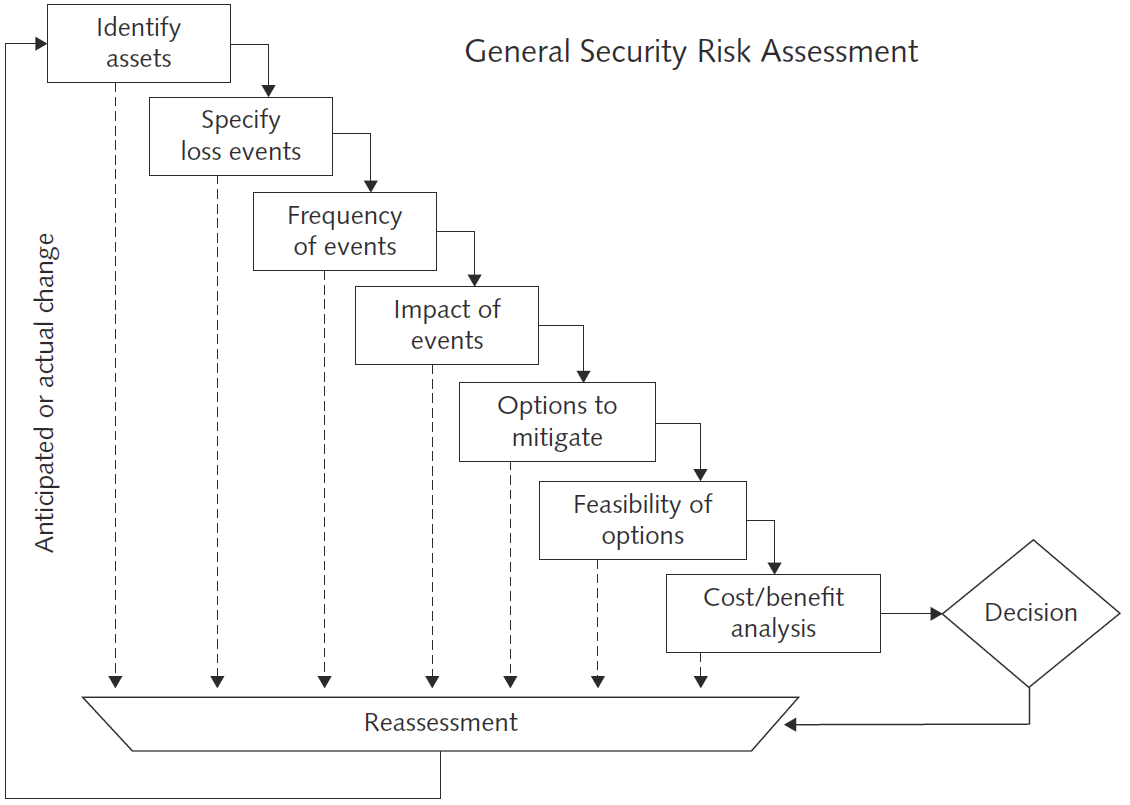 General Security Risk Assessment
Identify
assets
Specify
loss events
Frequency
of events
Impact of
events
Options to
mitigate
Feasibility of
options
Cost/benefit
analysis
Decision
Reassessment
Anticipated or actual change